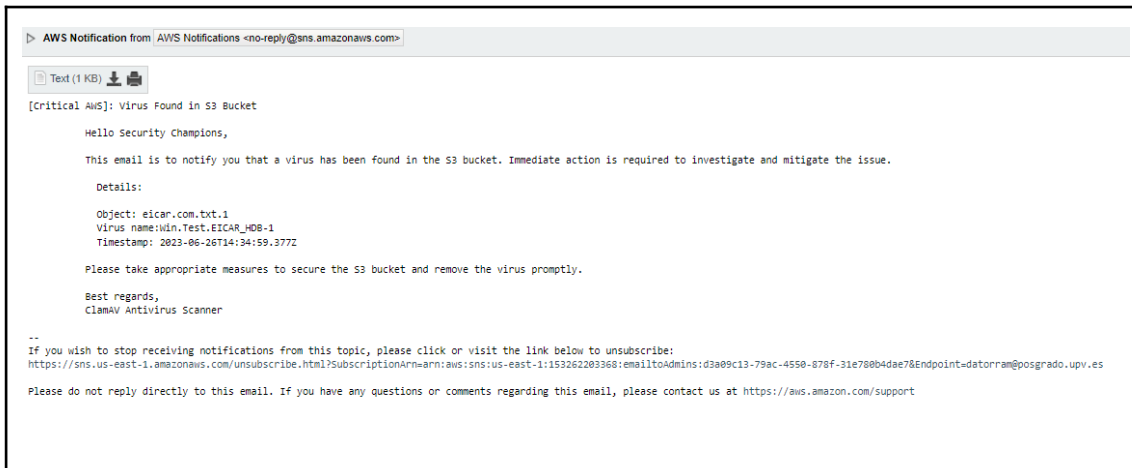 AWS Notification from AWS Notifications <no-reply@sns.amazonaws.com>
Text (1 KB)
[Critical AWS]: Virus Found in S3 Bucket
Hello Security Champions,
This email is to notify you that a virus has been found in the S3 bucket. Immediate action is required to investigate and mitigate the issue.
Details:
Object: eicar.com.txt.1
Virus name:Win.Test.EICAR_HDB-1
Timestamp: 2023-06-26T14:34:59.377Z
Please take appropriate measures to secure the S3 bucket and remove the virus promptly.
Best regards,
ClamAV Antivirus Scanner
--
If you wish to stop receiving notifications from this topic, please click or visit the link below to unsubscribe:
https://sns.us-east-1.amazonaws.com/unsubscribe.html?SubscriptionArn=arn:aws:sns:us-east-1:153262203368:emailtoAdmins:d3a09c13-79ac-4550-878f-31e780b4dae7&Endpoint=datorram@posgrado.upv.es
Please do not reply directly to this email. If you have any questions or comments regarding this email, please contact us at https://aws.amazon.com/support